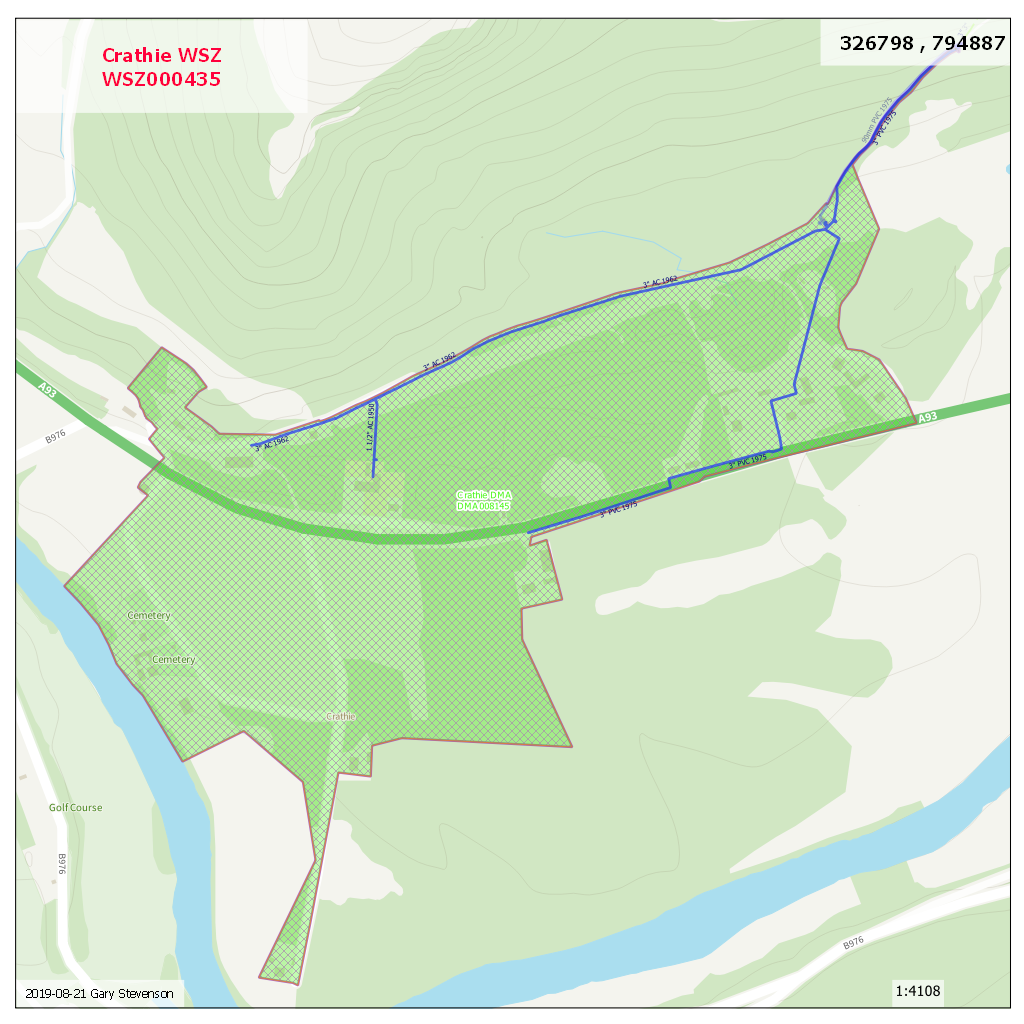 Crathie WSZ
WSZ000435
326798 , 794887
90mm PVC 1975
3" PVC 1975
3" AC 1962
3" AC 1962
A93
B976
3" AC 1962
1 1/2" AC 1950
A93
3" PVC 1975
Crathie DMA
DMA008145
3" PVC 1975
Cemetery
Cemetery
Crathie
Golf Course
B976
B976
2019-08-21 Gary Stevenson
1:4108